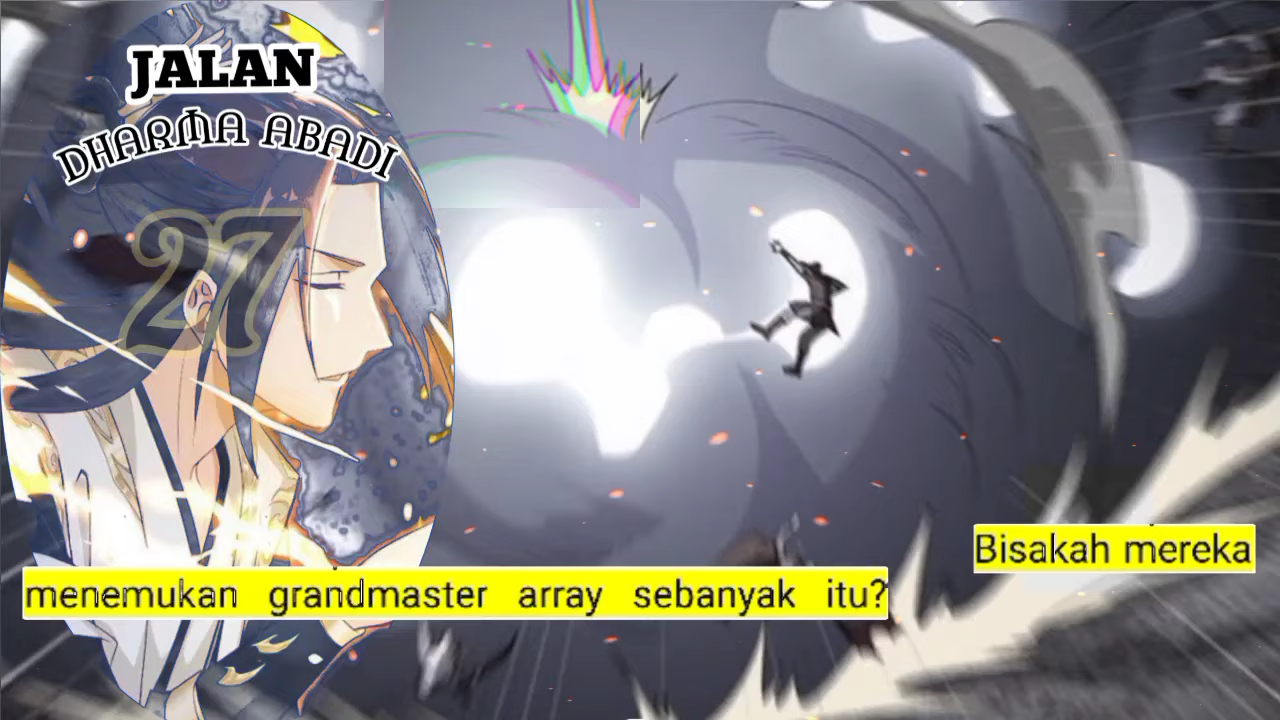 JALAN
DHARMA ABADI
27
Bisakah mereka
menemukan grandmaster array sebanyak itu?